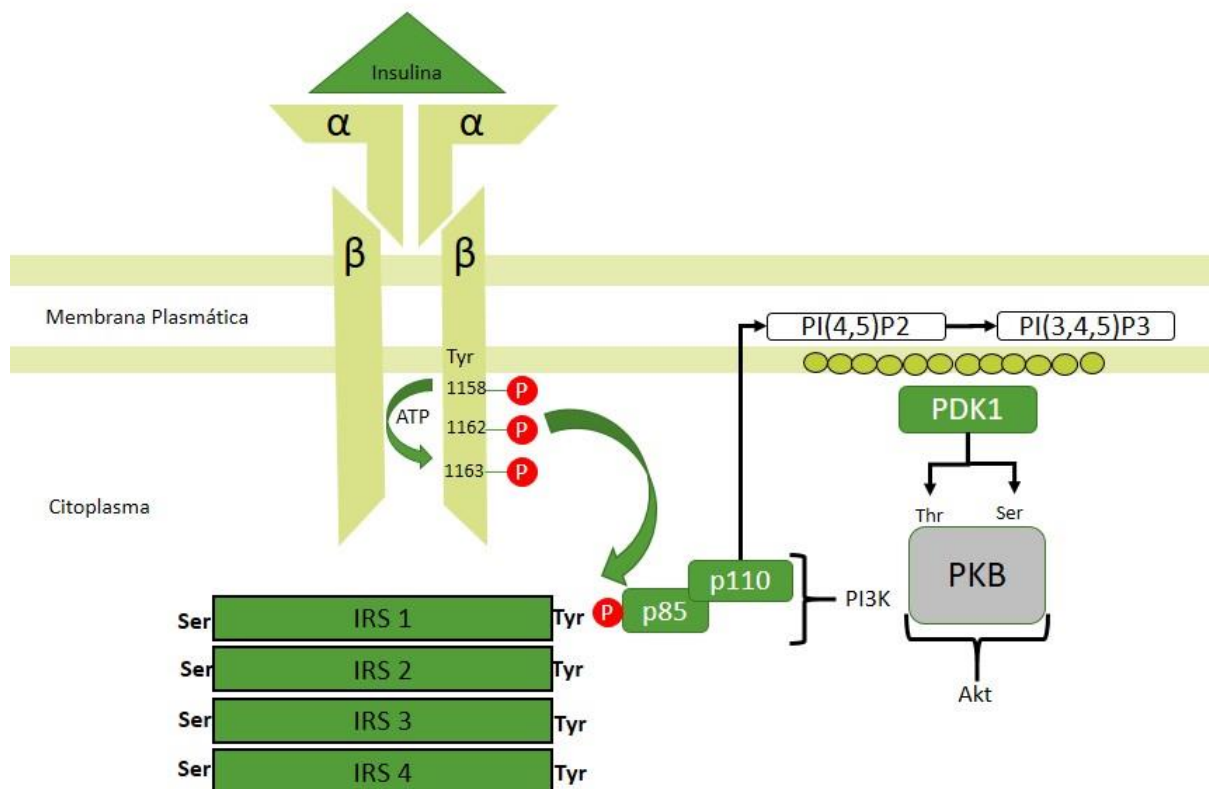 Insulina
α α
β β
Membrana Plasmática
PI(4,5)P2 PI(3,4,5)P3
Tyr
1158 P
ATP
1162 P
1163 P
PDK1
Citoplasma
Thr Ser
PKB
p110
p85
P
PI3K
Akt
Ser IRS 1 Tyr
Ser IRS 2 Tyr
Ser IRS 3 Tyr
Ser IRS 4 Tyr